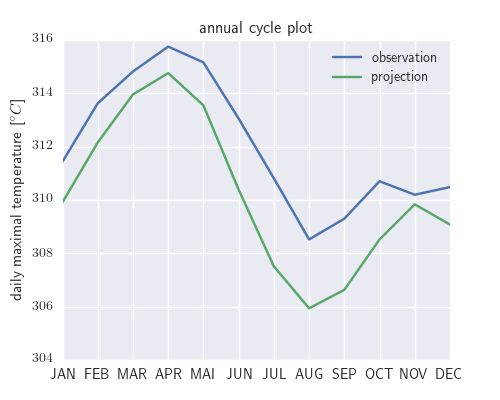 annual cycle plot
316
314
312
310
308
306
304
daily maximal temperature [°C]
observation
projection
JAN FEB MAR APR MAI JUN JUL AUG SEP OCT NOV DEC